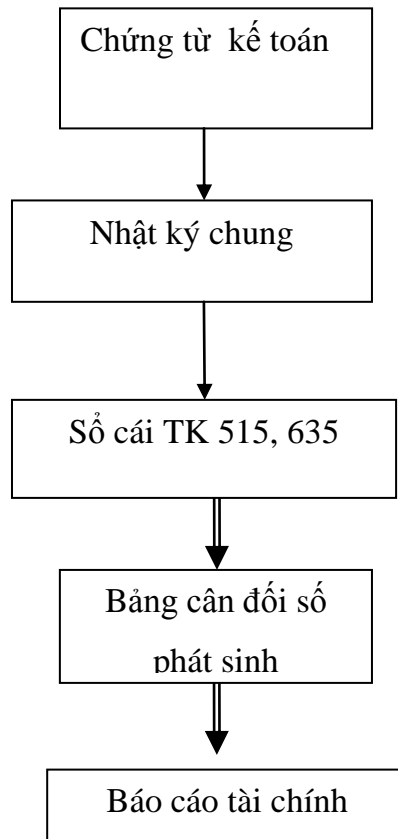 Chứng từ kế toán
Nhật ký chung
Sổ cái TK 515, 635
Bảng cân đối số
phát sinh
Báo cáo tài chính